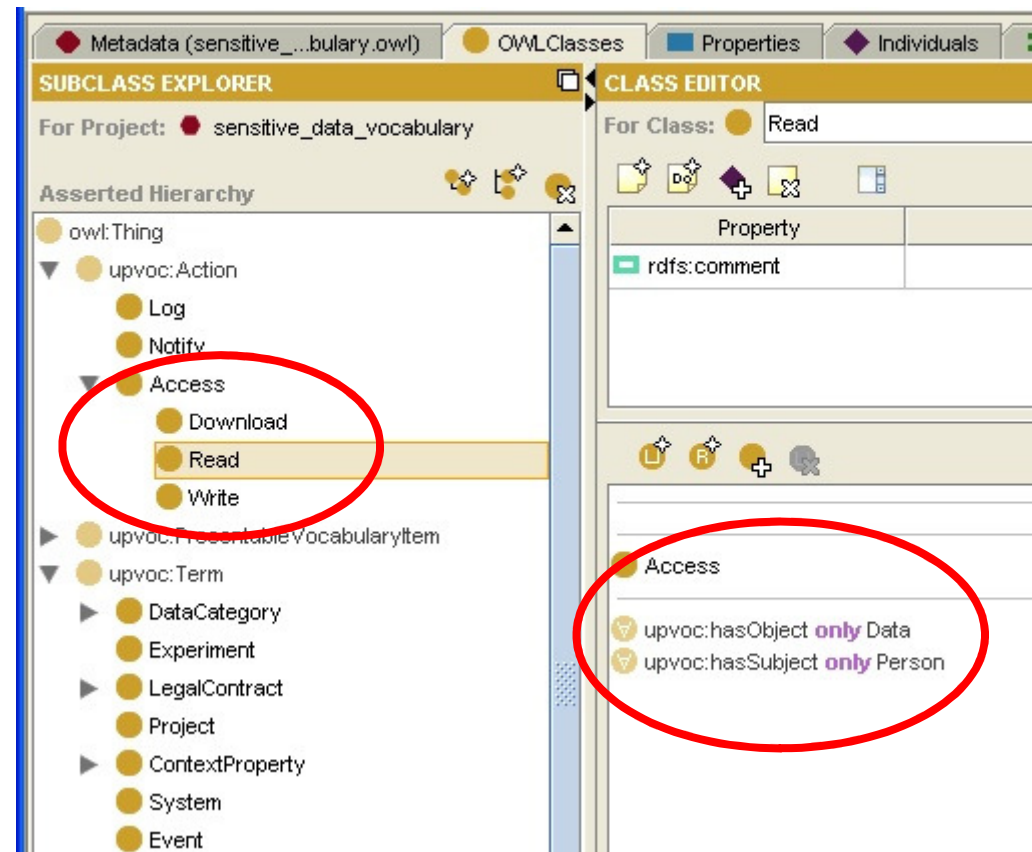 Metadata (sensitive_...bulary.owl) OWLClasses Properties Individuals
SUBCLASS EXPLORER
For Project: sensitive_data_vocabulary
Asserted Hierarchy
owl:Thing
upvoc:Action
Log
Notify
Access
Download
Read
Write
upvoc:PresentableVocabularyItem
upvoc:Term
DataCategory
Experiment
LegalContract
Project
ContextProperty
System
Event
CLASS EDITOR
For Class: Read
Property
rdfs:comment
Access
upvoc:hasObject only Data
upvoc:hasSubject only Person